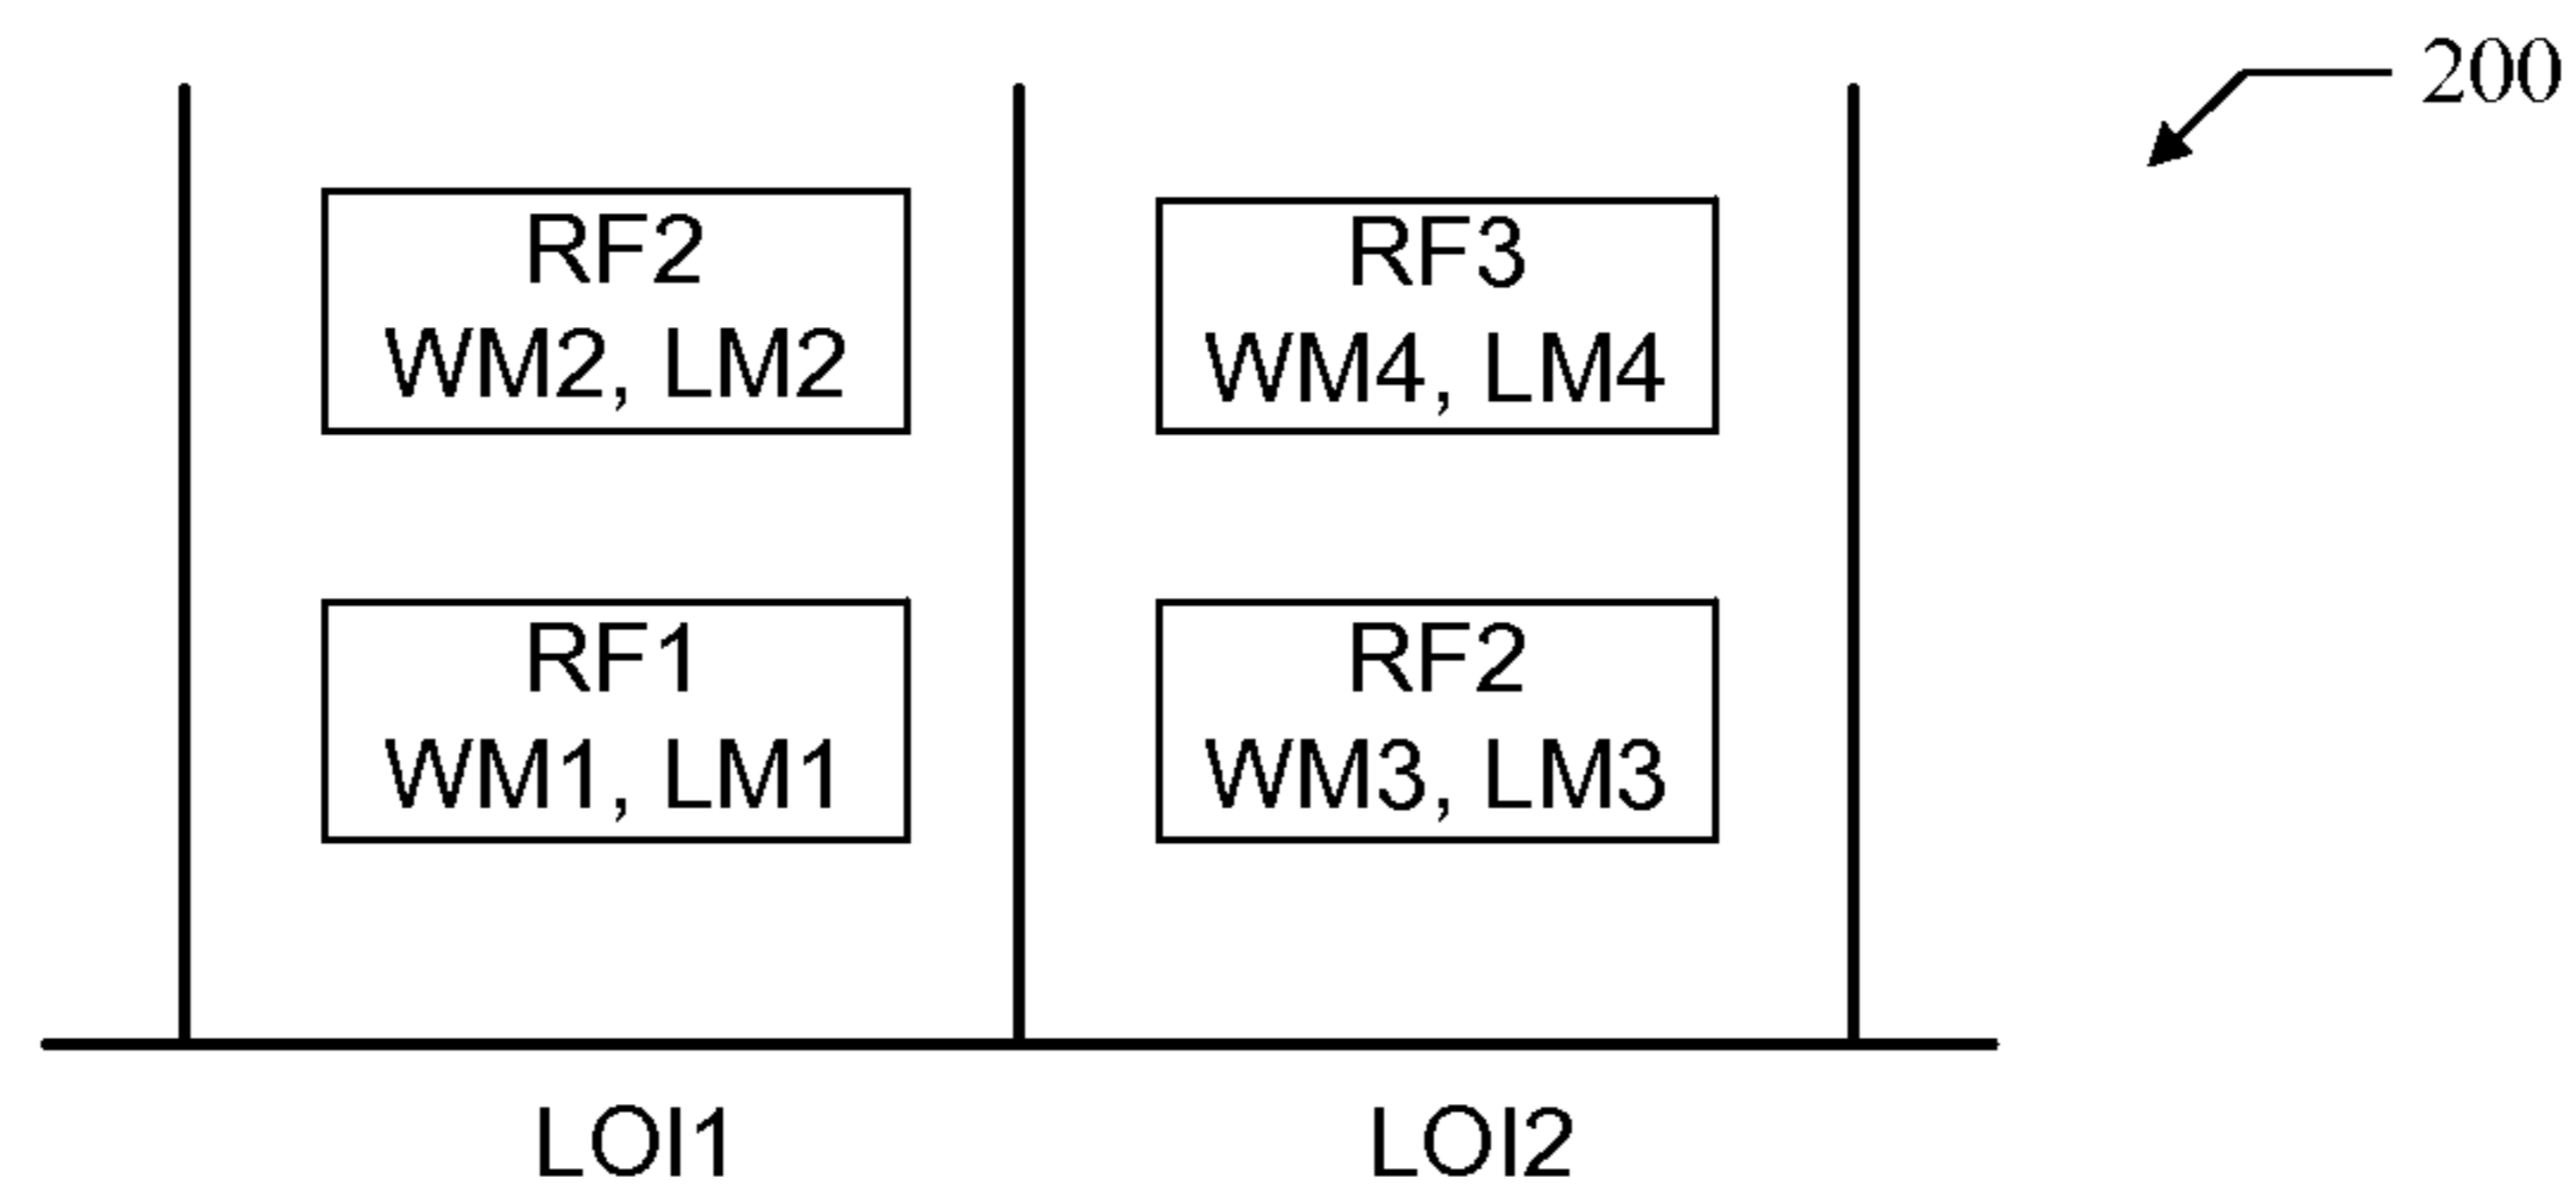 200
RF2
WM2, LM2
RF3
WM4, LM4
RF1
WM1, LM1
RF2
WM3, LM3
LOI1
LOI2